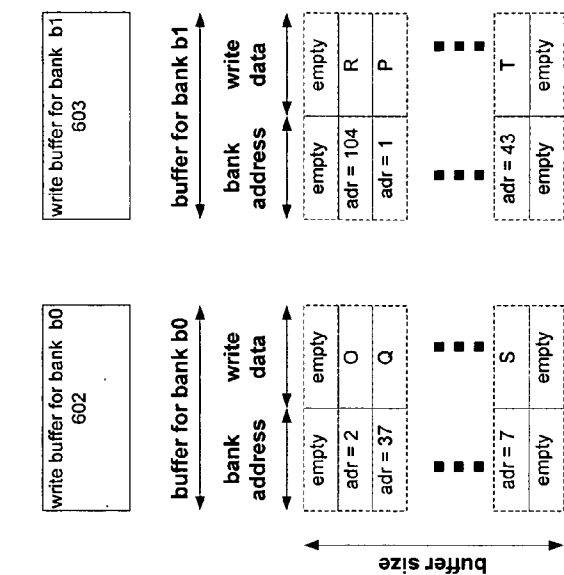 write buffer for bank b0
602
buffer for bank b0
bank address
write data
empty empty
adr = 2 O
adr = 37 Q
adr = 7 S
empty empty
buffer size
write buffer for bank b1
603
buffer for bank b1
bank address
write data
empty empty
adr = 104 R
adr = 1 P
adr = 43 T
empty empty